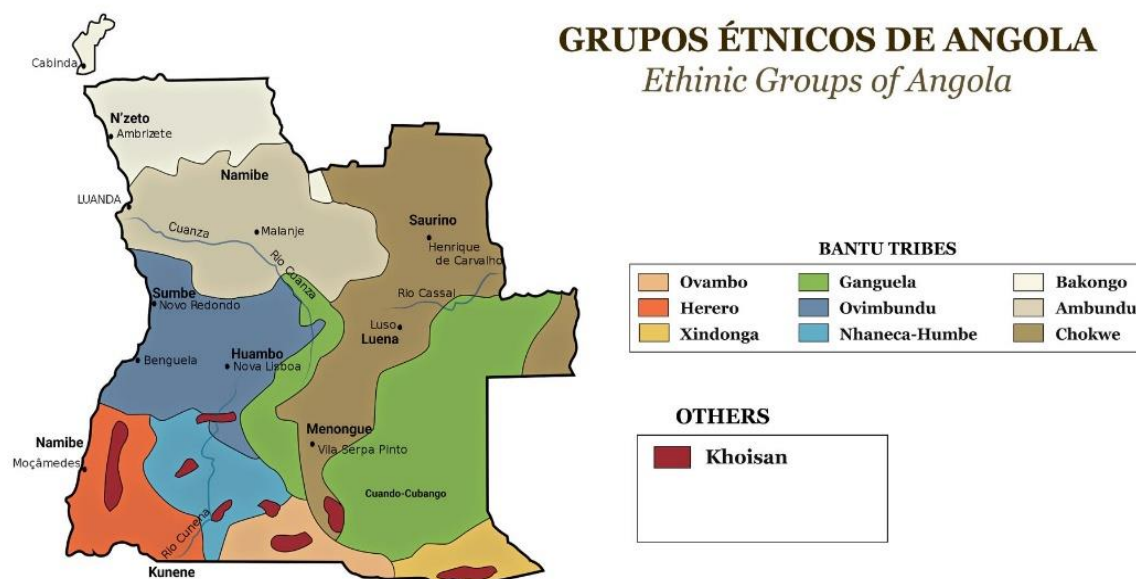 GRUPOS ÉTNICOS DE ANGOLA
Ethinic Groups of Angola
Cabinda
N'zeto
Ambrizete
Namibe
LUANDA
Cuanza
Malanje
Rio Cuanza
Saurino
Henrique
de Carvalho
Rio Cassai
Sumbe
Novo Redondo
Luso
Luena
Benguela
Huambo
Nova Lisboa
Menongue
Vila Serpa Pinto
Namibe
Moçâmedes
Cuando-Cubango
Rio Cunena
Kunene
BANTU TRIBES
Ovambo
Ganguela
Bakongo
Herero
Ovimbundu
Ambundu
Xindonga
Nhaneca-Humbe
Chokwe
OTHERS
Khoisan